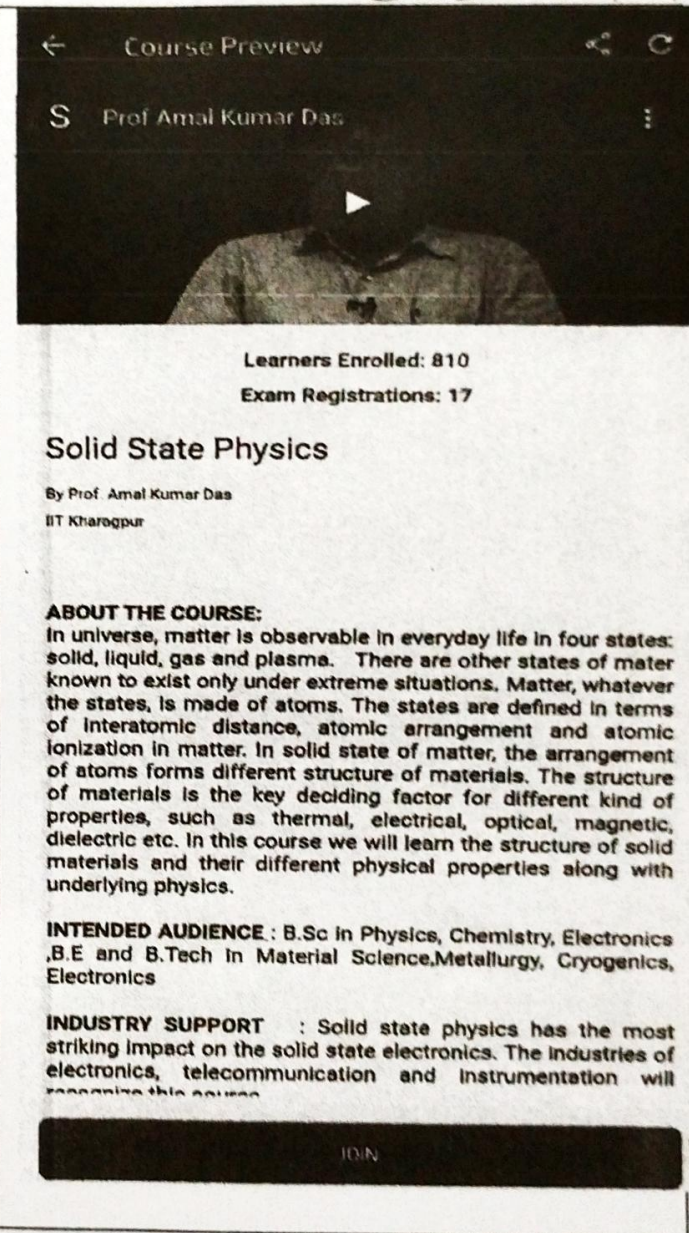 Course Preview
S Prof Amal Kumar Das
Learners Enrolled: 810
Exam Registrations: 17
Solid State Physics
By Prof. Amal Kumar Das
IIT Kharagpur
ABOUT THE COURSE:
In universe, matter is observable in everyday life in four states:
solid, liquid, gas and plasma. There are other states of mater
known to exist only under extreme situations. Matter, whatever
the states, is made of atoms. The states are defined in terms
of interatomic distance, atomic arrangement and atomic
ionization in matter. In solid state of matter, the arrangement
of atoms forms different structure of materials. The structure
of materials is the key deciding factor for different kind of
properties, such as thermal, electrical, optical, magnetic,
dielectric etc. In this course we will learn the structure of solid
materials and their different physical properties along with
underlying physics.
INTENDED AUDIENCE : B.Sc in Physics, Chemistry, Electronics
,B.E and B.Tech in Material Science,Metallurgy, Cryogenics,
Electronics
INDUSTRY SUPPORT : Solid state physics has the most
striking impact on the solid state electronics. The industries of
electronics, telecommunication and instrumentation will
recognize this course
JOIN